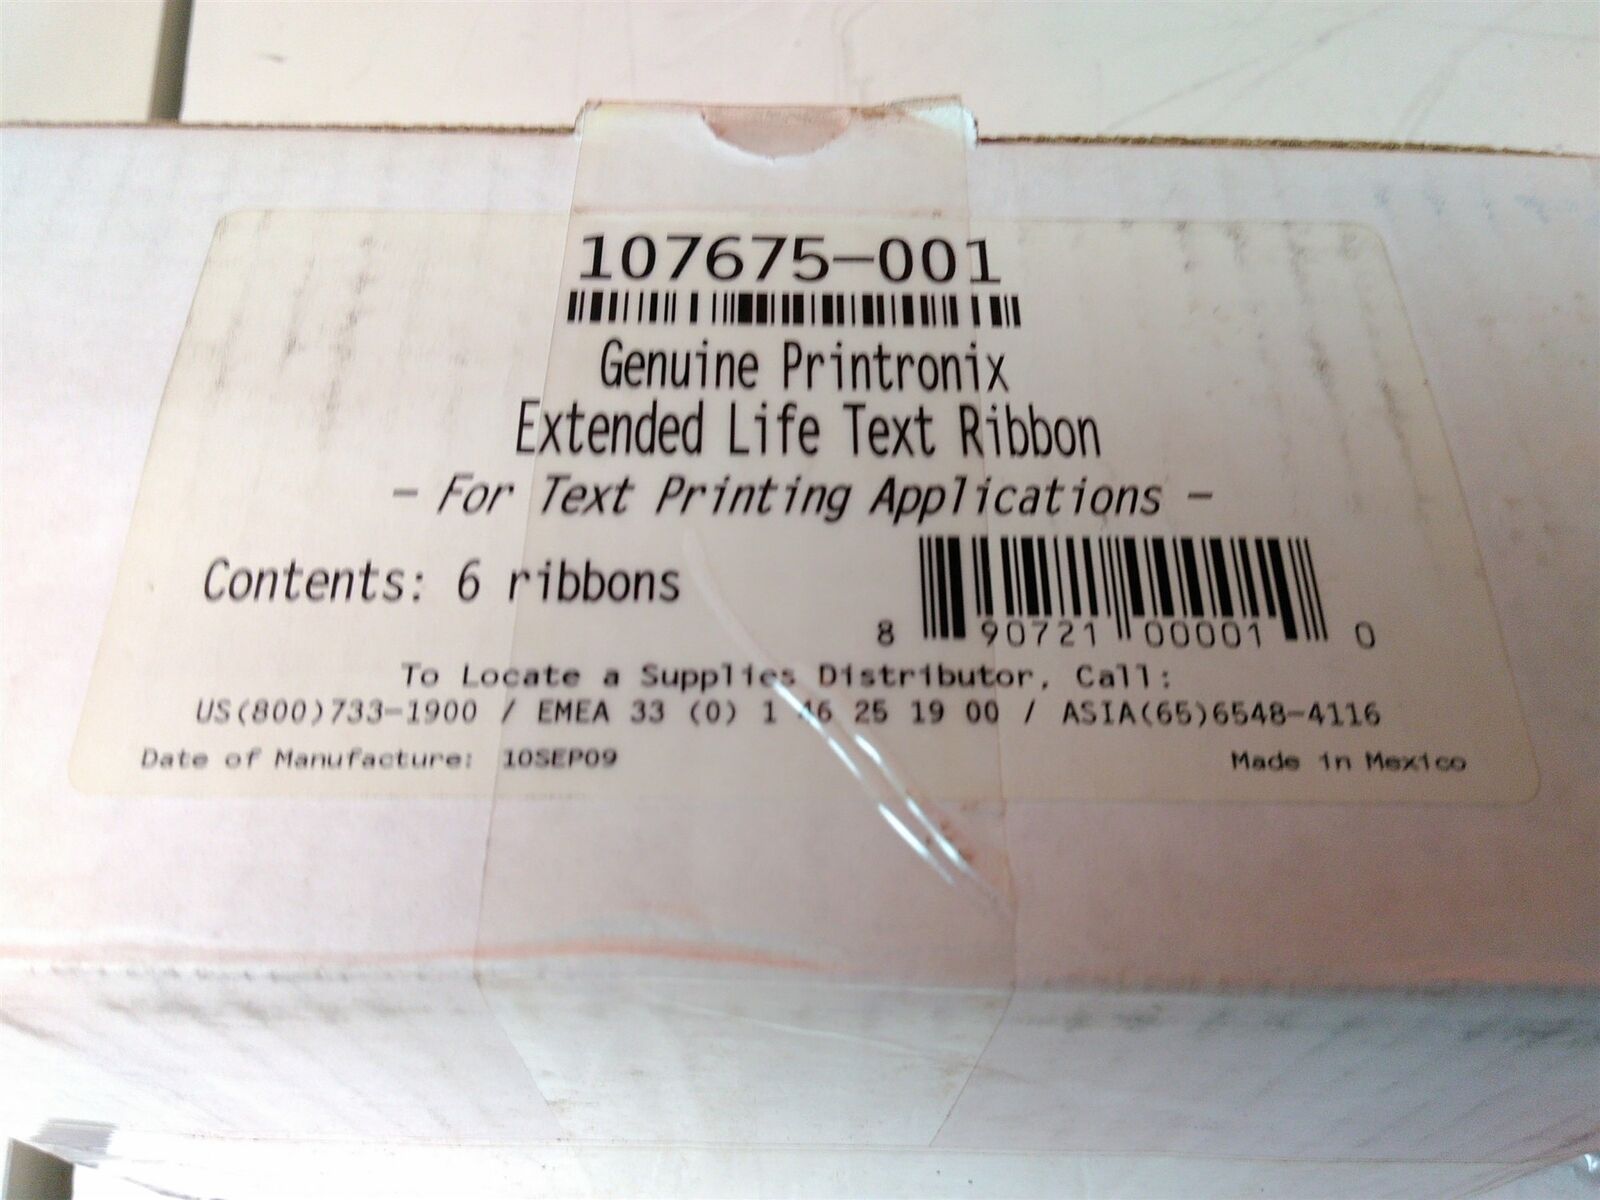 107675-001
Genuine Printronix
Extended Life Text Ribbon
- For Text Printing Applications -
Contents: 6 ribbons
8 90721 00001 0
To Locate a Supplies Distributor, Call:
US(800)733-1900 / EMEA 33 (0) 1 46 25 19 00 / ASIA(65)6548-4116
Date of Manufacture: 10SEP09
Made in Mexico